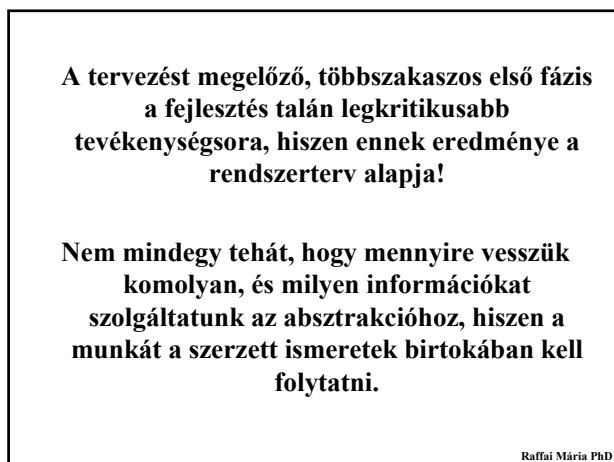 A tervezést megelőző, többszakaszos első fázis
a fejlesztés talán legkritikusabb
tevékenységsora, hiszen ennek eredménye a
rendszerterv alapja!
Nem mindegy tehát, hogy mennyire vesszük
komolyan, és milyen információkat
szolgáltatunk az absztrakcióhoz, hiszen a
munkát a szerzett ismeretek birtokában kell
folytatni.
Raffai Mária PhD